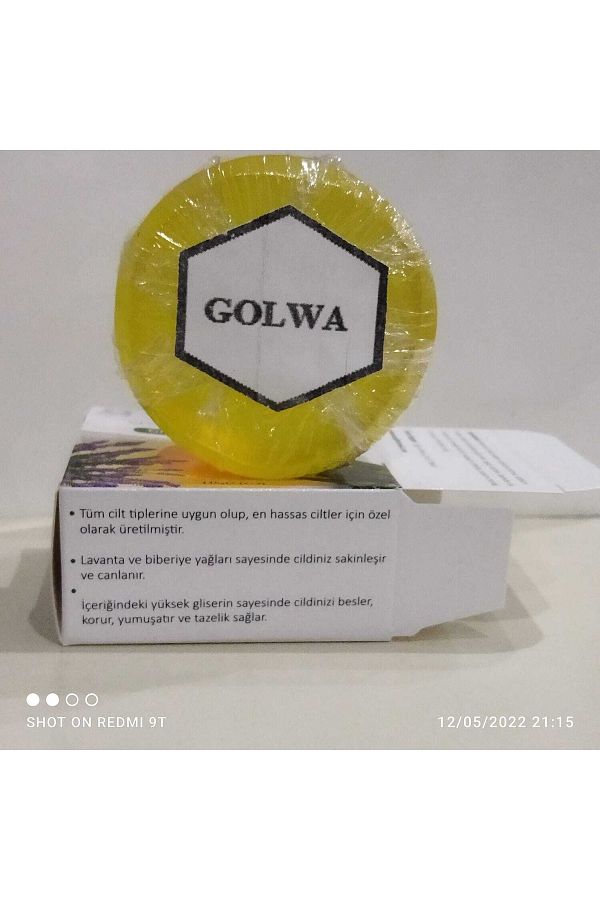 GOLWA
• Tüm cilt tiplerine uygun olup, en hassas ciltler için özel
olarak üretilmiştir.
• Lavanta ve biberiye yağları sayesinde cildiniz sakinleşir
ve canlanır.
•
İçeriğindeki yüksek gliserin sayesinde cildinizi besler,
korur, yumuşatır ve tazelik sağlar.
SHOT ON REDMI 9T
12/05/2022 21:15